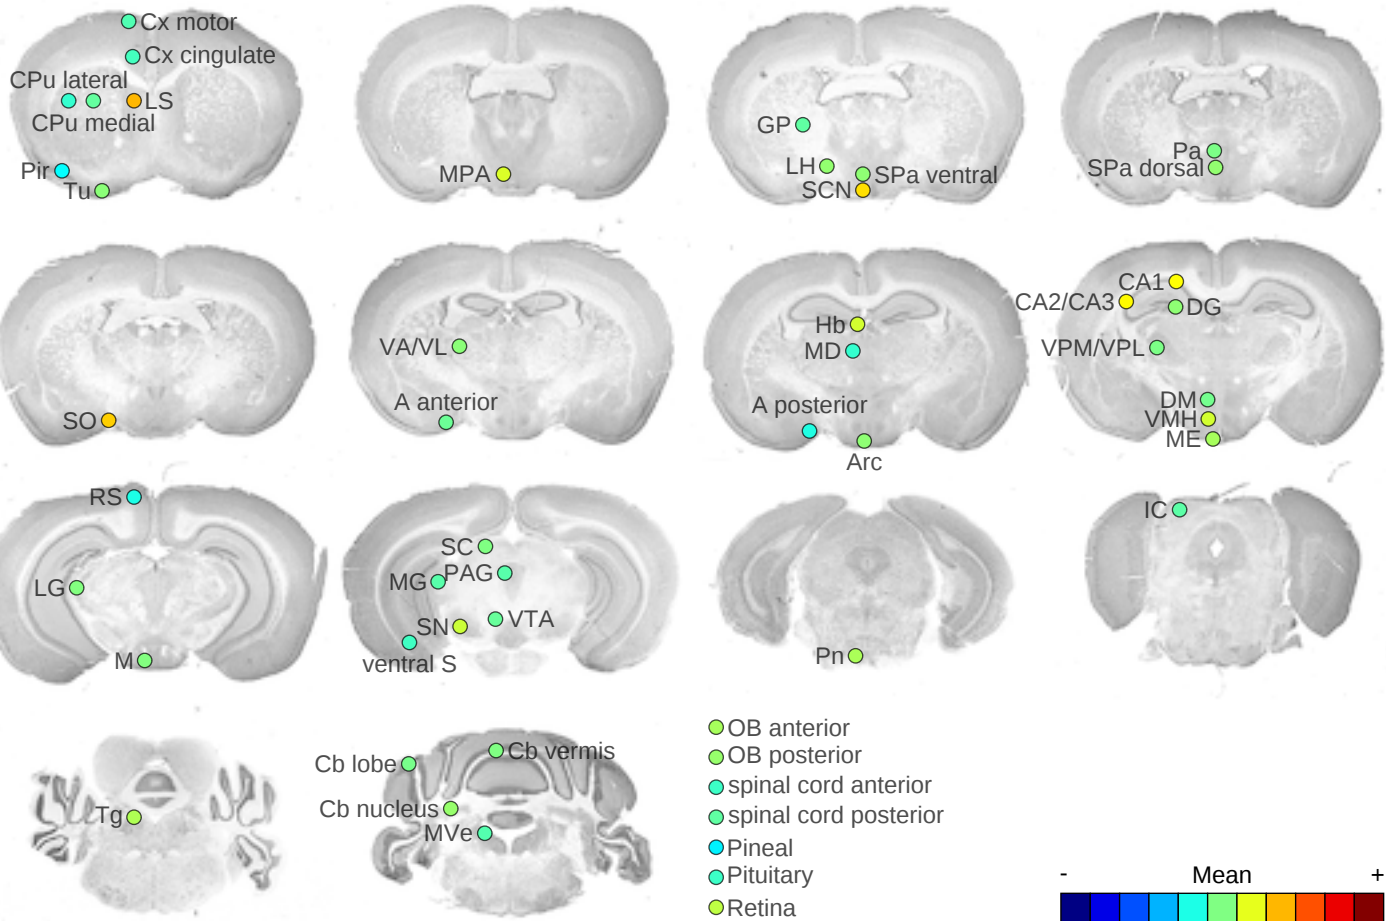 Cx motor
Cx cingulate
CPu lateral
LS
CPu medial
Pir
Tu
MPA
GP
LH
SPa ventral
SCN
Pa
SPa dorsal
SO
VA/VL
A anterior
Hb
MD
A posterior
Arc
CA1
CA2/CA3
DG
VPM/VPL
DM
VMH
ME
RS
LG
M
SC
PAG
MG
VTA
SN
ventral S
Pn
IC
Tg
Cb vermis
Cb lobe
Cb nucleus
MVe
OB anterior
OB posterior
spinal cord anterior
spinal cord posterior
Pineal
Pituitary
Retina
- Mean +